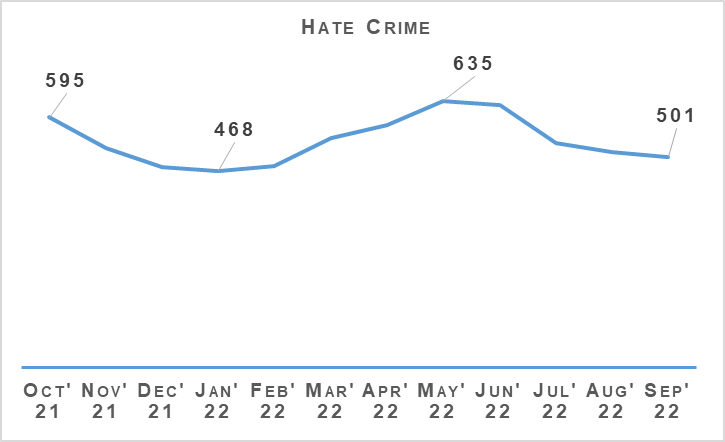 Hate Crime
595
468
635
501
Oct' Nov' Dec' Jan' Feb' Mar' Apr' May' Jun' Jul' Aug' Sep'
21 21 21 22 22 22 22 22 22 22 22 22